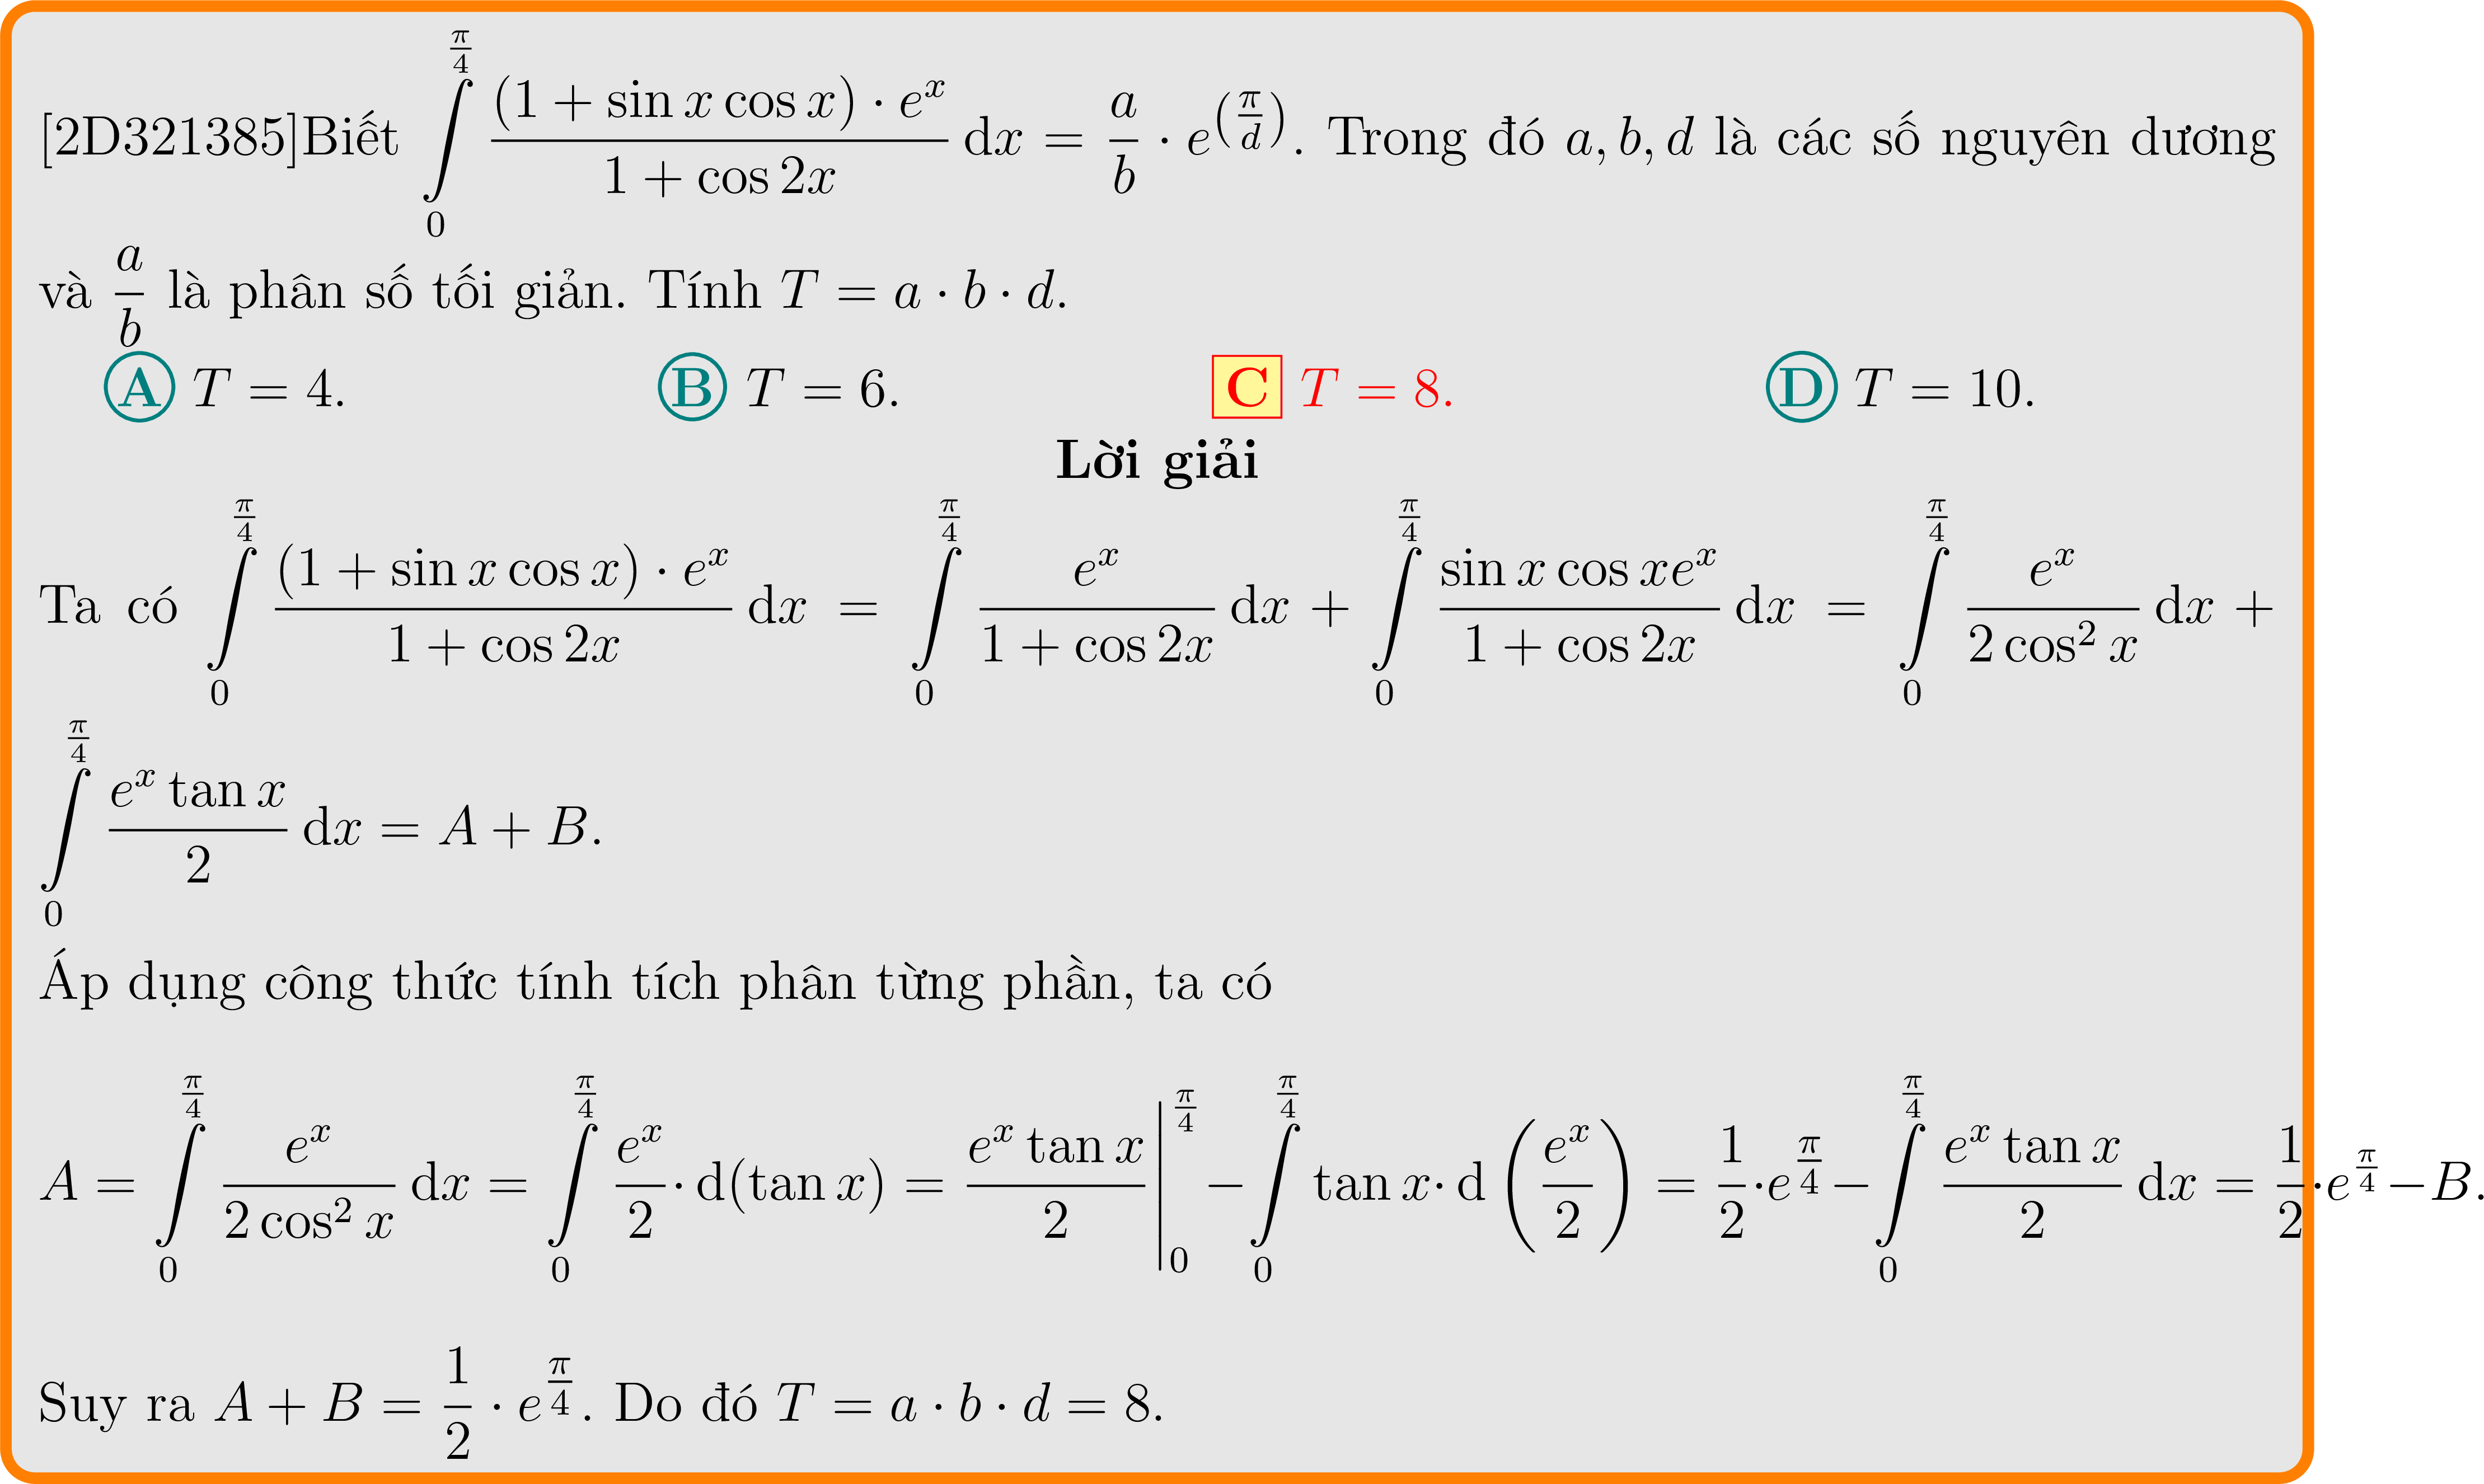 [2D321385]Biết $\int\limits_0^{\frac{\pi}{4}} \frac{(1+\sin x\cos x)\cdot e^x}{1+\cos 2x}\,\mathrm{d}x = \frac{a}{b}\cdot e^{\left(\frac{\pi}{d}\right)}$. Trong đó $a, b, d$ là các số nguyên dương
và $\frac{a}{b}$ là phân số tối giản. Tính $T = a\cdot b\cdot d$.
A $T = 4$. B $T = 6$. C $T = 8$. D $T = 10$.
Lời giải
Ta có $\int\limits_0^{\frac{\pi}{4}} \frac{(1+\sin x\cos x)\cdot e^x}{1+\cos 2x}\,\mathrm{d}x = \int\limits_0^{\frac{\pi}{4}} \frac{e^x}{1+\cos 2x}\,\mathrm{d}x + \int\limits_0^{\frac{\pi}{4}} \frac{\sin x\cos x e^x}{1+\cos 2x}\,\mathrm{d}x = \int\limits_0^{\frac{\pi}{4}} \frac{e^x}{2\cos^2 x}\,\mathrm{d}x +$
$\int\limits_0^{\frac{\pi}{4}} \frac{e^x\tan x}{2}\,\mathrm{d}x = A + B$.
Áp dụng công thức tính tích phân từng phần, ta có
$A = \int\limits_0^{\frac{\pi}{4}} \frac{e^x}{2\cos^2 x}\,\mathrm{d}x = \int\limits_0^{\frac{\pi}{4}} \frac{e^x}{2}\cdot \mathrm{d}(\tan x) = \left.\frac{e^x\tan x}{2}\right|_0^{\frac{\pi}{4}} - \int\limits_0^{\frac{\pi}{4}} \tan x\cdot \mathrm{d}\left(\frac{e^x}{2}\right) = \frac{1}{2}\cdot e^{\frac{\pi}{4}} - \int\limits_0^{\frac{\pi}{4}} \frac{e^x\tan x}{2}\,\mathrm{d}x = \frac{1}{2}\cdot e^{\frac{\pi}{4}} - B.$
Suy ra $A + B = \frac{1}{2}\cdot e^{\frac{\pi}{4}}$. Do đó $T = a\cdot b\cdot d = 8$.